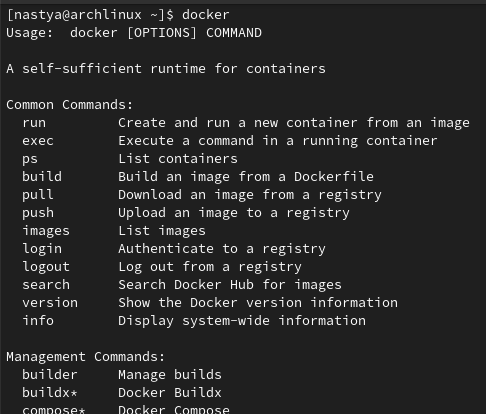 [nastya@archlinux ~]$ docker
Usage:  docker [OPTIONS] COMMAND
A self-sufficient runtime for containers
Common Commands:
  run         Create and run a new container from an image
  exec        Execute a command in a running container
  ps          List containers
  build       Build an image from a Dockerfile
  pull        Download an image from a registry
  push        Upload an image to a registry
  images      List images
  login       Authenticate to a registry
  logout      Log out from a registry
  search      Search Docker Hub for images
  version     Show the Docker version information
  info        Display system-wide information
Management Commands:
  builder     Manage builds
  buildx*     Docker Buildx
  compose*    Docker Compose